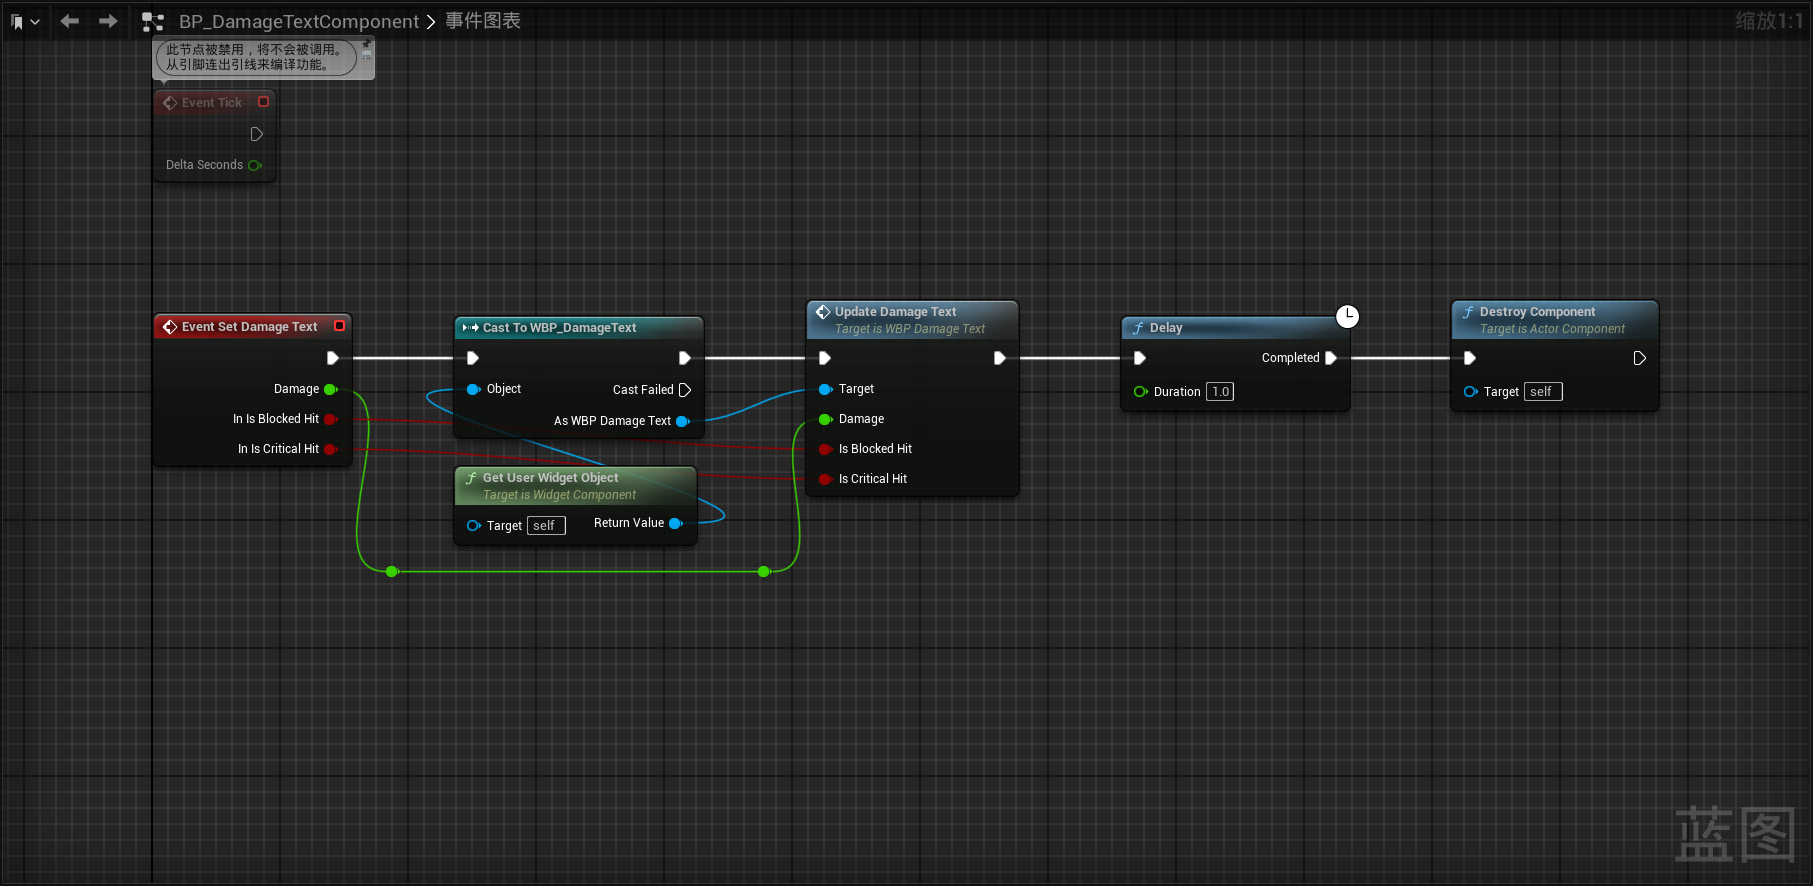 BP_DamageTextComponent > 事件图表
缩放1:1
此节点被禁用，将不会被调用。
从引脚连出引线来编译功能。
Event Tick
Delta Seconds
Event Set Damage Text
Damage
In Is Blocked Hit
In Is Critical Hit
Cast To WBP_DamageText
Object
Cast Failed
As WBP Damage Text
Get User Widget Object
Target is Widget Component
Target self
Return Value
Update Damage Text
Target is WBP Damage Text
Target
Damage
Is Blocked Hit
Is Critical Hit
Delay
Completed
Duration 1.0
Destroy Component
Target is Actor Component
Target self
蓝图